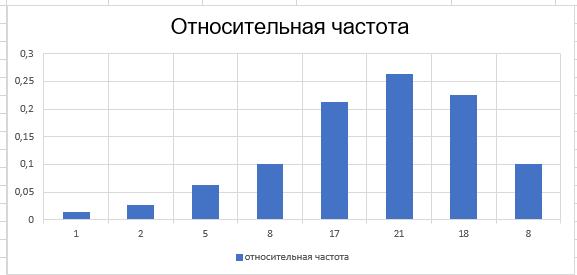 Относительная частота
0,3
0,25
0,2
0,15
0,1
0,05
0
1 2 5 8 17 21 18 8
относительная частота